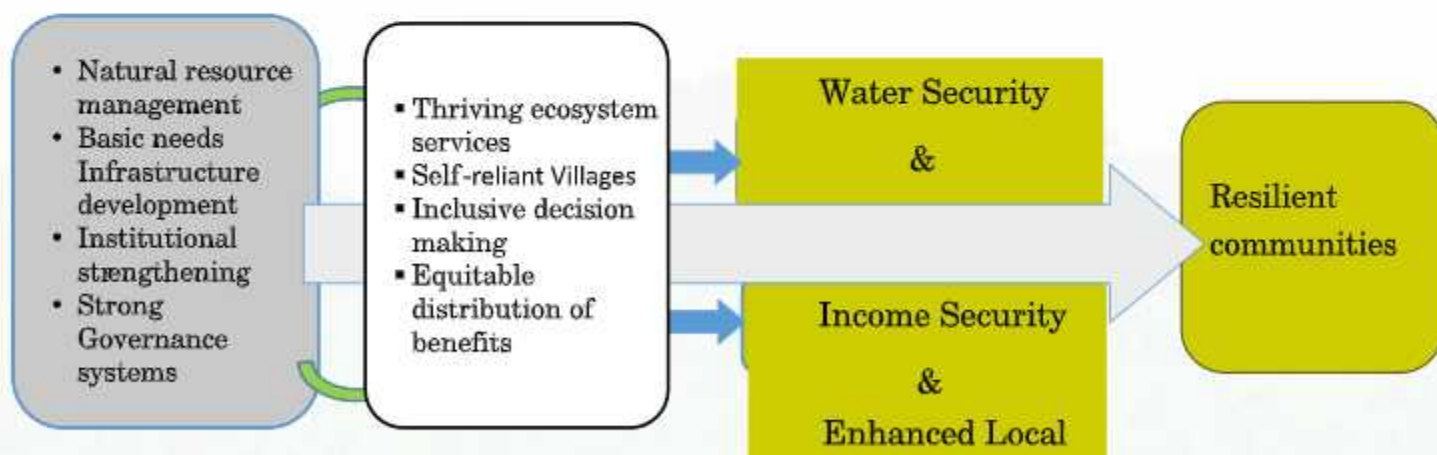 • Natural resource
management
• Basic needs
Infrastructure
development
• Institutional
strengthening
• Strong
Governance
systems
▪ Thriving ecosystem
services
▪ Self-reliant Villages
▪ Inclusive decision
making
▪ Equitable
distribution of
benefits
Water Security
&
Income Security
&
Enhanced Local
Resilient
communities